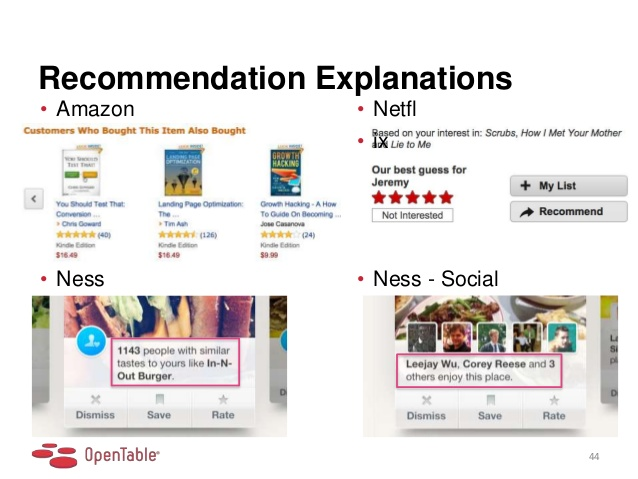 Recommendation Explanations
• Amazon
Customers Who Bought This Item Also Bought
You Should Test That:
Conversion ...
› Chris Goward
(40)
Kindle Edition
$16.49
LANDING PAGE
OPTIMIZATION
Landing Page Optimization:
The ...
› Tim Ash
(126)
Kindle Edition
$16.49
GROWTH
HACKING
Growth Hacking - A How
To Guide On Becoming ...
Jose Casanova
(24)
Kindle Edition
$9.99
• Netfl
• ix
Based on your interest in: Scrubs, How I Met Your Mother
and Lie to Me
Our best guess for
Jeremy
Not Interested
+ My List
Recommend
• Ness
1143 people with similar
tastes to yours like In-N-
Out Burger.
Dismiss Save Rate
• Ness - Social
Leejay Wu, Corey Reese and 3
others enjoy this place.
Dismiss Save Rate
OpenTable®
44